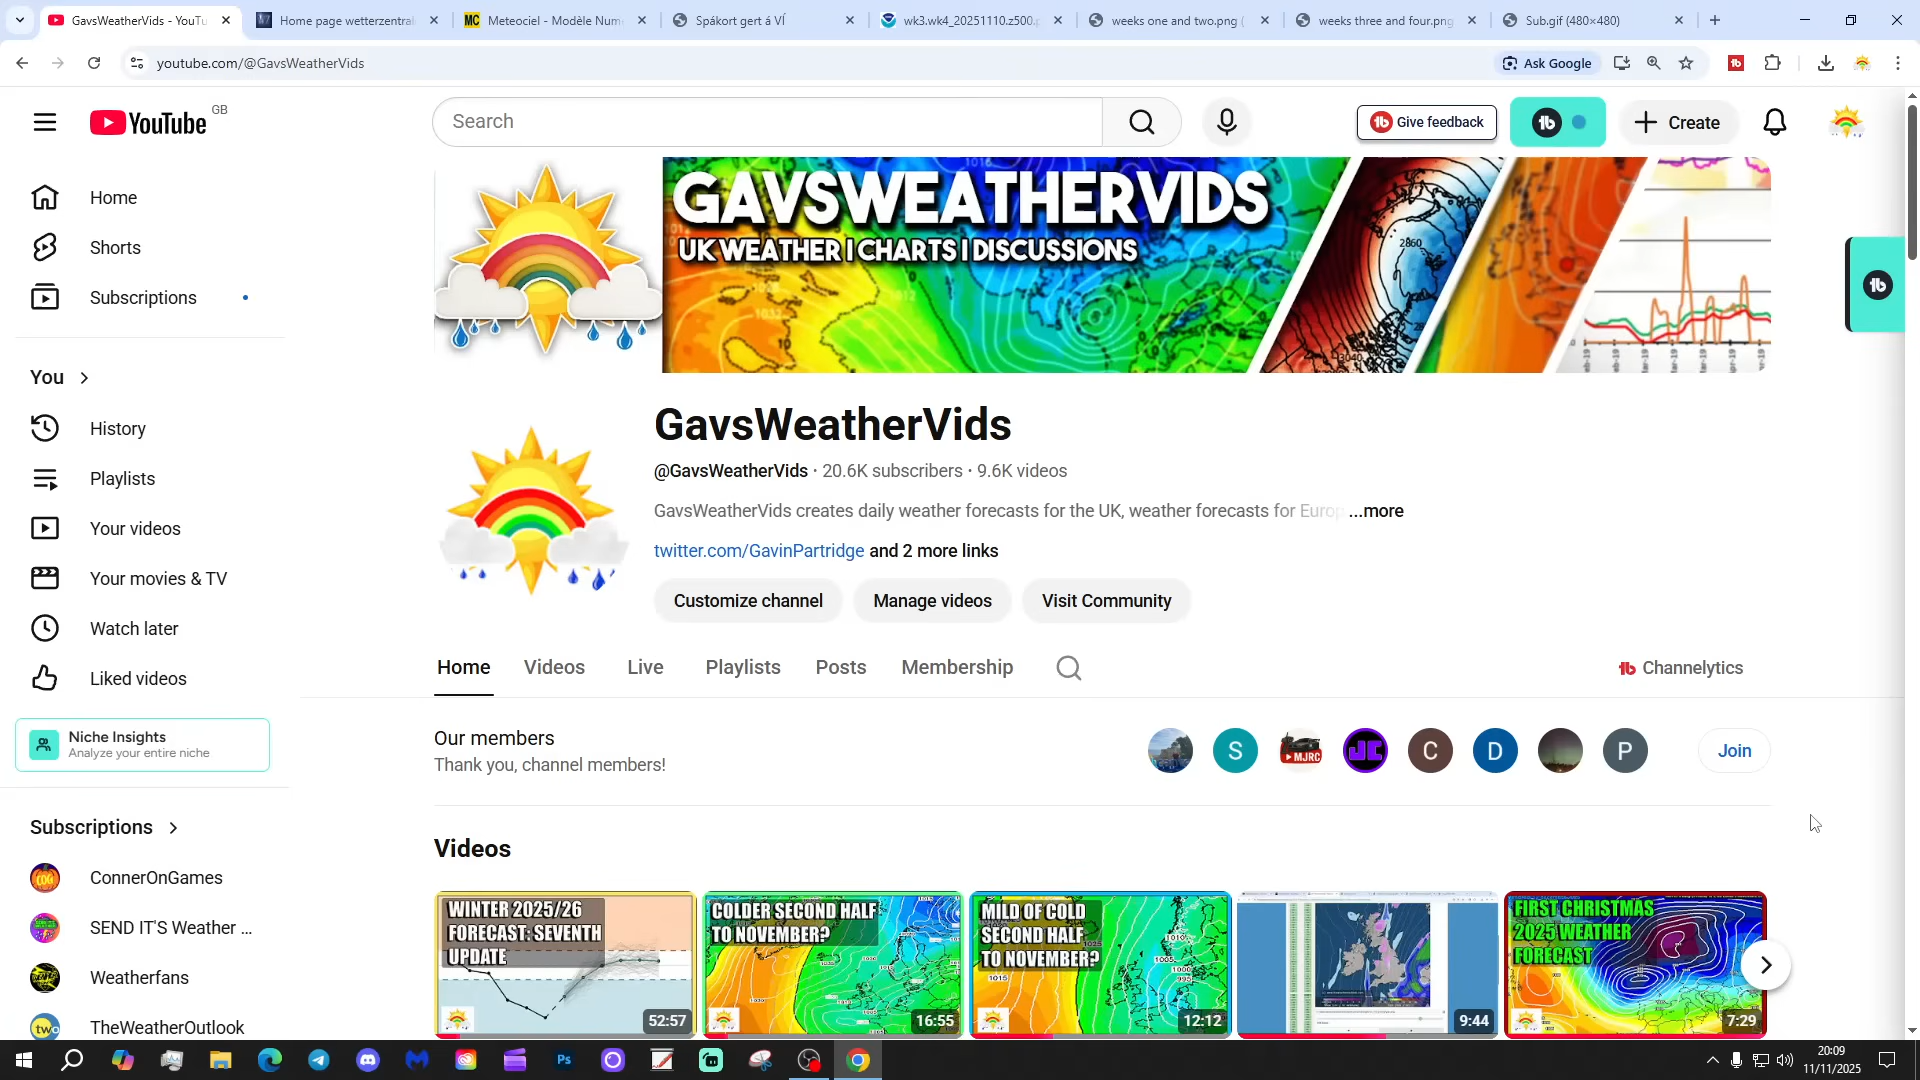 GavsWeatherVids - YouTu
Home page wetterzentral
Meteociel - Modèle Num
Spákort gert á VÍ
wk3.wk4_20251110.z500.p
weeks one and two.png (
weeks three and four.png
Sub.gif (480×480)
youtube.com/@GavsWeatherVids
Ask Google
YouTube
GB
Search
Give feedback
Create
Home
Shorts
Subscriptions
You
History
Playlists
Your videos
Your movies & TV
Watch later
Liked videos
Niche Insights
Analyze your entire niche
Subscriptions
ConnerOnGames
SEND IT'S Weather ...
Weatherfans
TheWeatherOutlook
GAVSWEATHERVIDS
UK WEATHER | CHARTS | DISCUSSIONS
1016
1012
1032
2860
3040
GavsWeatherVids
@GavsWeatherVids · 20.6K subscribers · 9.6K videos
GavsWeatherVids creates daily weather forecasts for the UK, weather forecasts for Europ ...more
twitter.com/GavinPartridge and 2 more links
Customize channel
Manage videos
Visit Community
Home
Videos
Live
Playlists
Posts
Membership
Channelytics
Our members
Thank you, channel members!
S
MJRC
JC
C
D
P
Join
Videos
WINTER 2025/26
FORECAST: SEVENTH
UPDATE
52:57
COLDER SECOND HALF
TO NOVEMBER?
16:55
MILD OF COLD
SECOND HALF
TO NOVEMBER?
12:12
9:44
FIRST CHRISTMAS
2025 WEATHER
FORECAST
7:29
20:09
11/11/2025